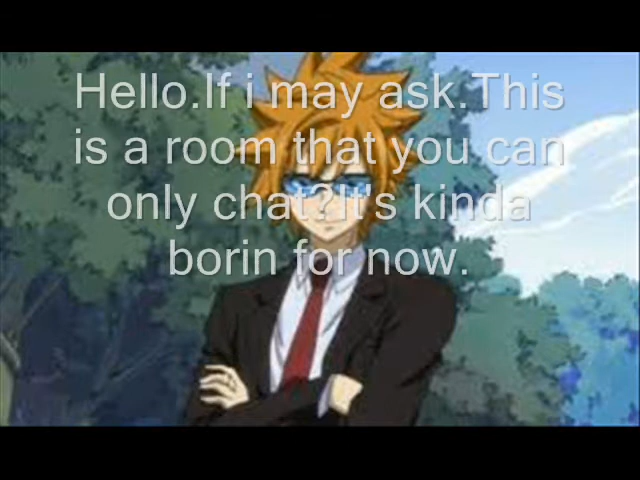 Hello.If i may ask.This
is a room that you can
only chat?It's kinda
borin for now.